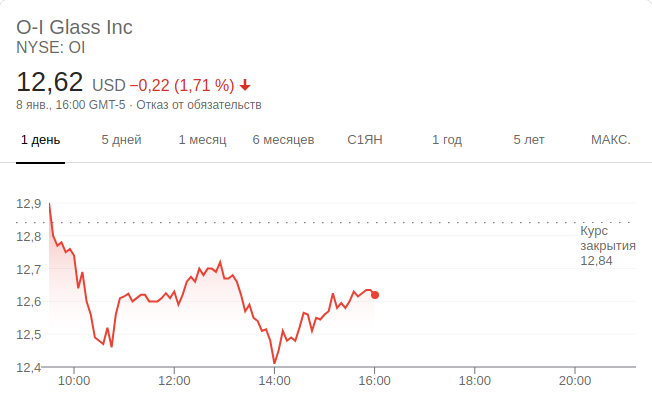 O-I Glass Inc
NYSE: OI
12,62 USD −0,22 (1,71 %)
8 янв., 16:00 GMT-5 · Отказ от обязательств
1 день 5 дней 1 месяц 6 месяцев С1ЯН 1 год 5 лет МАКС.
12,9
12,8
12,7
12,6
12,5
12,4
Курс
закрытия
12,84
10:00 12:00 14:00 16:00 18:00 20:00